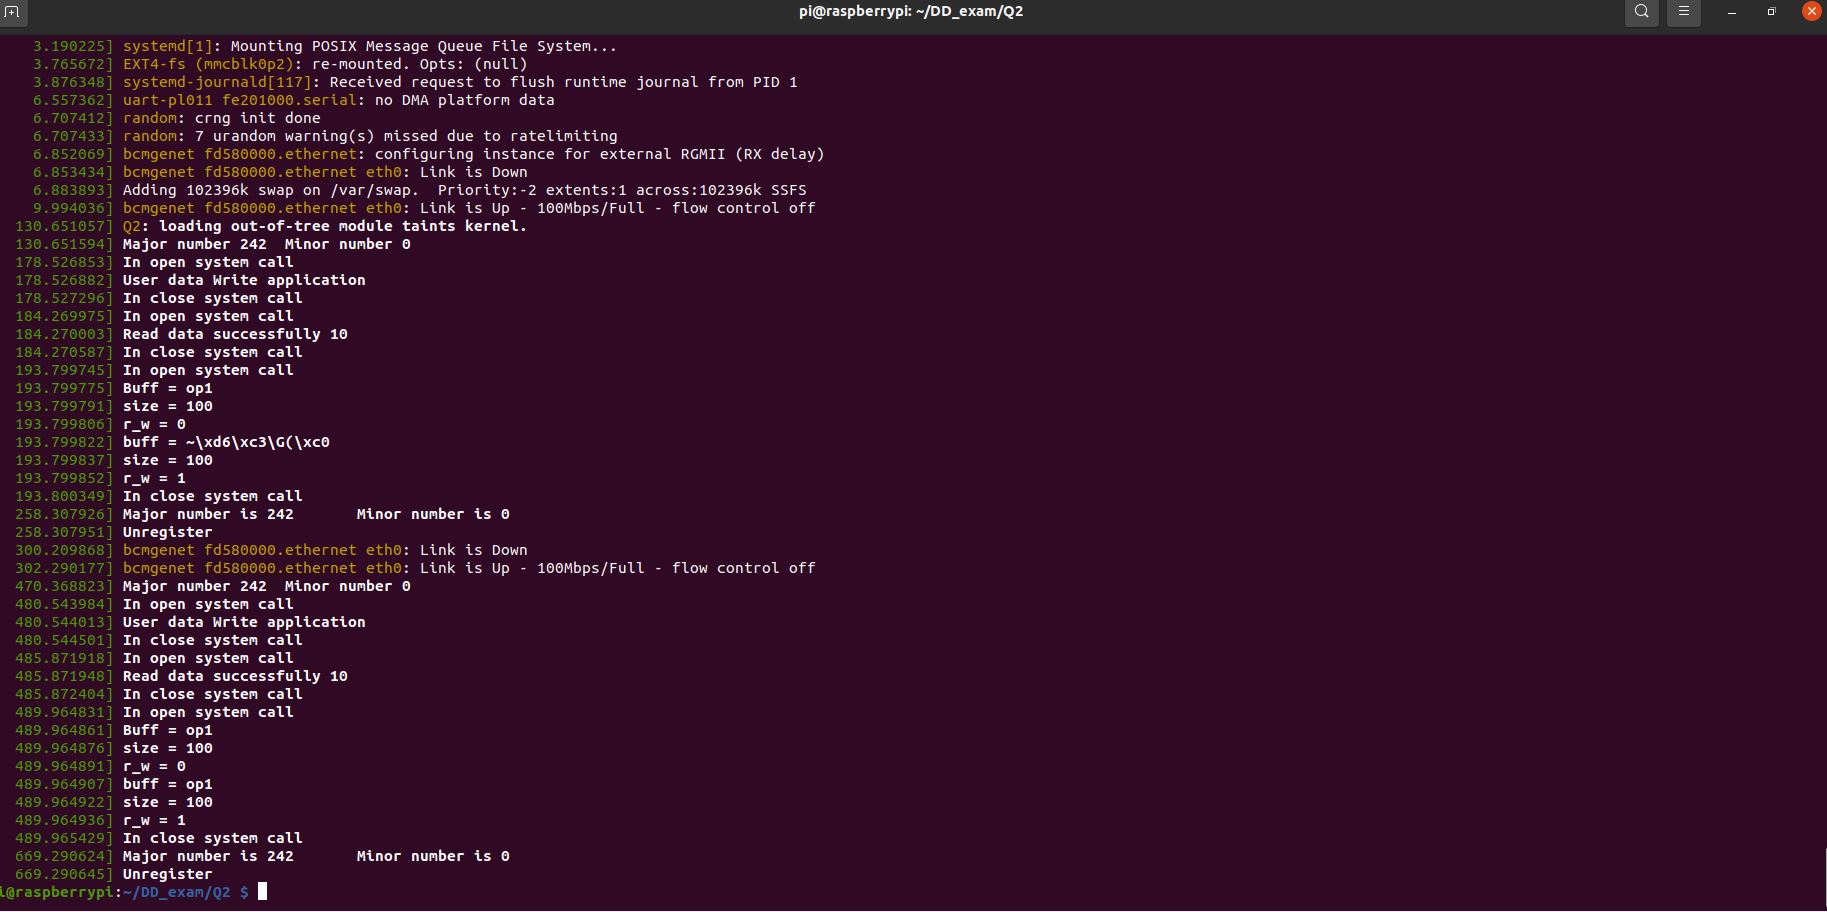 pi@raspberrypi: ~/DD_exam/Q2
3.190225] systemd[1]: Mounting POSIX Message Queue File System...
3.765672] EXT4-fs (mmcblk0p2): re-mounted. Opts: (null)
3.876348] systemd-journald[117]: Received request to flush runtime journal from PID 1
6.557362] uart-pl011 fe201000.serial: no DMA platform data
6.707412] random: crng init done
6.707433] random: 7 urandom warning(s) missed due to ratelimiting
6.852069] bcmgenet fd580000.ethernet: configuring instance for external RGMII (RX delay)
6.853434] bcmgenet fd580000.ethernet eth0: Link is Down
6.883893] Adding 102396k swap on /var/swap.  Priority:-2 extents:1 across:102396k SSFS
9.994036] bcmgenet fd580000.ethernet eth0: Link is Up - 100Mbps/Full - flow control off
130.651057] Q2: loading out-of-tree module taints kernel.
130.651594] Major number 242  Minor number 0
178.526853] In open system call
178.526882] User data Write application
178.527296] In close system call
184.269975] In open system call
184.270003] Read data successfully 10
184.270587] In close system call
193.799745] In open system call
193.799775] Buff = op1
193.799791] size = 100
193.799806] r_w = 0
193.799822] buff = ~\xd6\xc3\G(\xc0
193.799837] size = 100
193.799852] r_w = 1
193.800349] In close system call
258.307926] Major number is 242       Minor number is 0
258.307951] Unregister
300.209868] bcmgenet fd580000.ethernet eth0: Link is Down
302.290177] bcmgenet fd580000.ethernet eth0: Link is Up - 100Mbps/Full - flow control off
470.368823] Major number 242  Minor number 0
480.543984] In open system call
480.544013] User data Write application
480.544501] In close system call
485.871918] In open system call
485.871948] Read data successfully 10
485.872404] In close system call
489.964831] In open system call
489.964861] Buff = op1
489.964876] size = 100
489.964891] r_w = 0
489.964907] buff = op1
489.964922] size = 100
489.964936] r_w = 1
489.965429] In close system call
669.290624] Major number is 242       Minor number is 0
669.290645] Unregister
i@raspberrypi:~/DD_exam/Q2 $